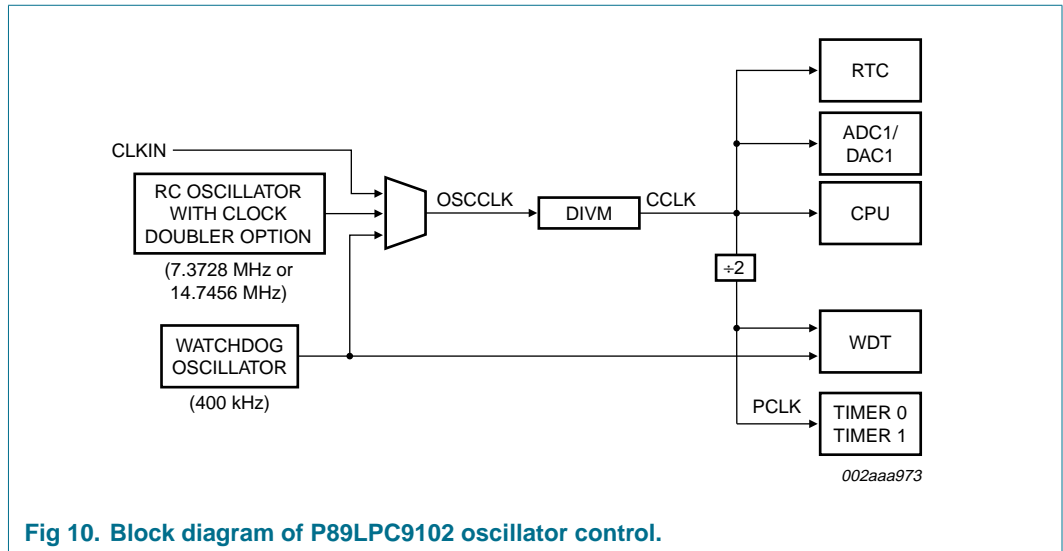 RTC
ADC1/
DAC1
CLKIN
RC OSCILLATOR
WITH CLOCK
DOUBLER OPTION
(7.3728 MHz or
14.7456 MHz)
OSCCLK
DIVM
CCLK
CPU
÷2
WATCHDOG
OSCILLATOR
(400 kHz)
WDT
PCLK
TIMER 0
TIMER 1
002aaa973
Fig 10. Block diagram of P89LPC9102 oscillator control.